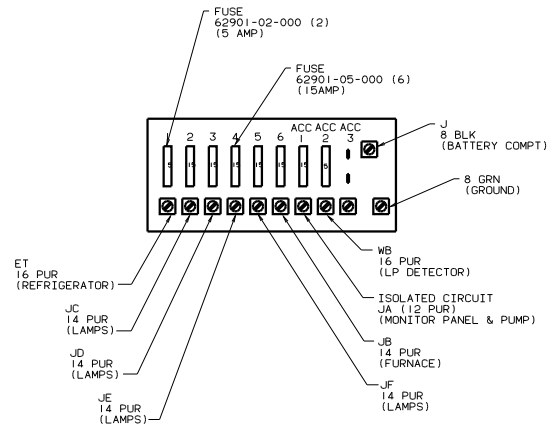 FUSE
62901-02-000 (2)
(5 AMP)
FUSE
62901-05-000 (6)
(15AMP)
1 2 3 4 5 6 ACC 1 ACC 2 ACC 3
5 15 15 15 15 15 15 5
J
8 BLK
(BATTERY COMPT)
8 GRN
(GROUND)
WB
16 PUR
(LP DETECTOR)
ISOLATED CIRCUIT
JA (12 PUR)
(MONITOR PANEL & PUMP)
JB
14 PUR
(FURNACE)
JF
14 PUR
(LAMPS)
ET
16 PUR
(REFRIGERATOR)
JC
14 PUR
(LAMPS)
JD
14 PUR
(LAMPS)
JE
14 PUR
(LAMPS)